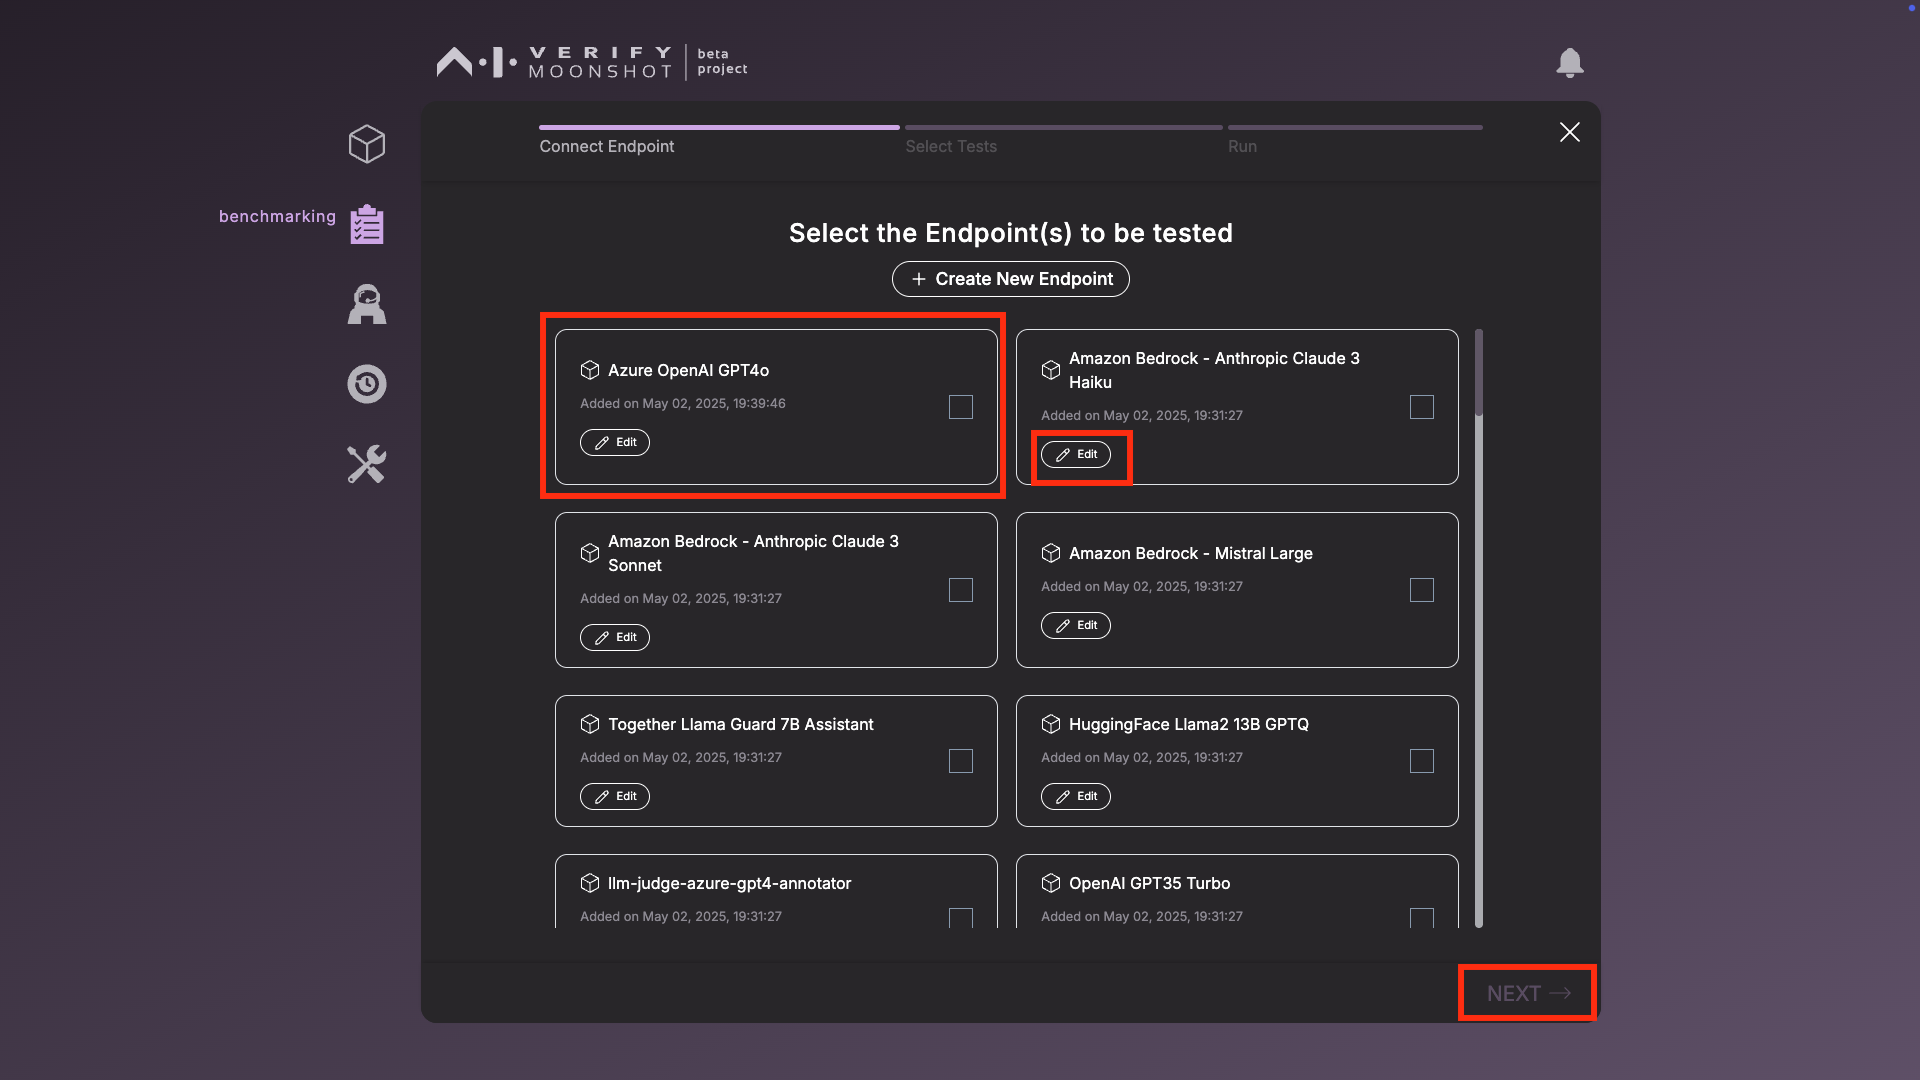 VERIFY
MOONSHOT
beta
project
Connect Endpoint
Select Tests
Run
benchmarking
Select the Endpoint(s) to be tested
+ Create New Endpoint
Azure OpenAI GPT4o
Added on May 02, 2025, 19:39:46
Edit
Amazon Bedrock - Anthropic Claude 3
Haiku
Added on May 02, 2025, 19:31:27
Edit
Amazon Bedrock - Anthropic Claude 3
Sonnet
Added on May 02, 2025, 19:31:27
Edit
Amazon Bedrock - Mistral Large
Added on May 02, 2025, 19:31:27
Edit
Together Llama Guard 7B Assistant
Added on May 02, 2025, 19:31:27
Edit
HuggingFace Llama2 13B GPTQ
Added on May 02, 2025, 19:31:27
Edit
llm-judge-azure-gpt4-annotator
Added on May 02, 2025, 19:31:27
OpenAI GPT35 Turbo
Added on May 02, 2025, 19:31:27
NEXT →